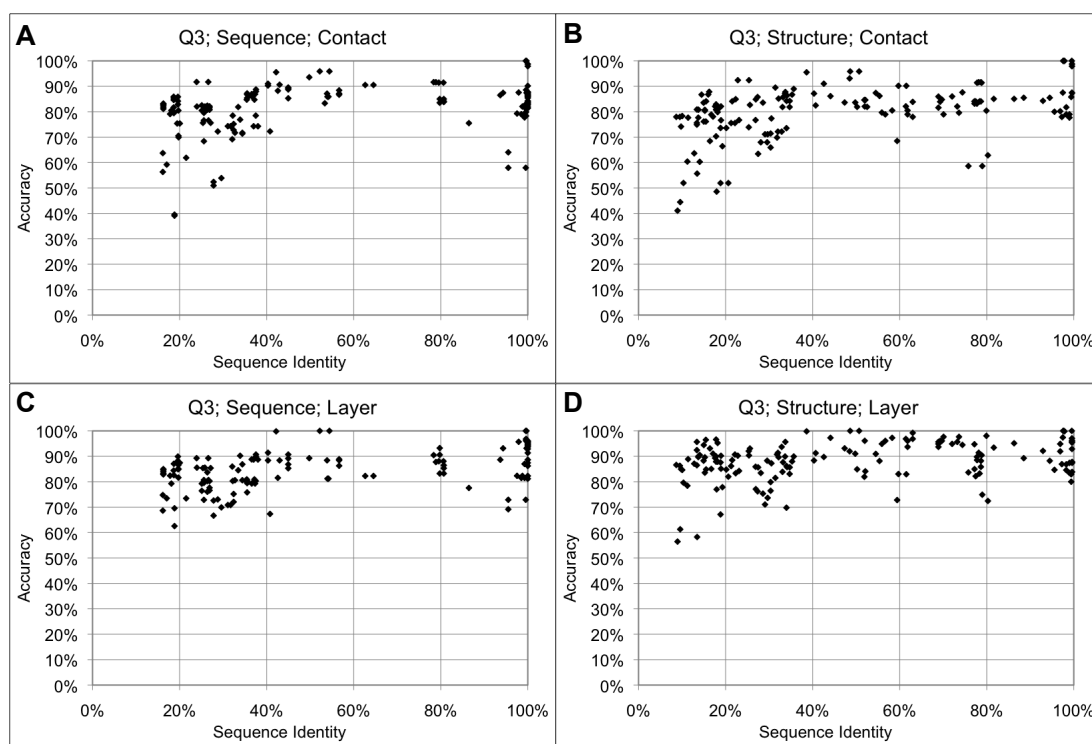 A
Q3; Sequence; Contact
100%
90%
80%
70%
60%
50%
40%
30%
20%
10%
0%
Accuracy
0% 20% 40% 60% 80% 100%
Sequence Identity
B
Q3; Structure; Contact
100%
90%
80%
70%
60%
50%
40%
30%
20%
10%
0%
Accuracy
0% 20% 40% 60% 80% 100%
Sequence Identity
C
Q3; Sequence; Layer
100%
90%
80%
70%
60%
50%
40%
30%
20%
10%
0%
Accuracy
0% 20% 40% 60% 80% 100%
Sequence Identity
D
Q3; Structure; Layer
100%
90%
80%
70%
60%
50%
40%
30%
20%
10%
0%
Accuracy
0% 20% 40% 60% 80% 100%
Sequence Identity